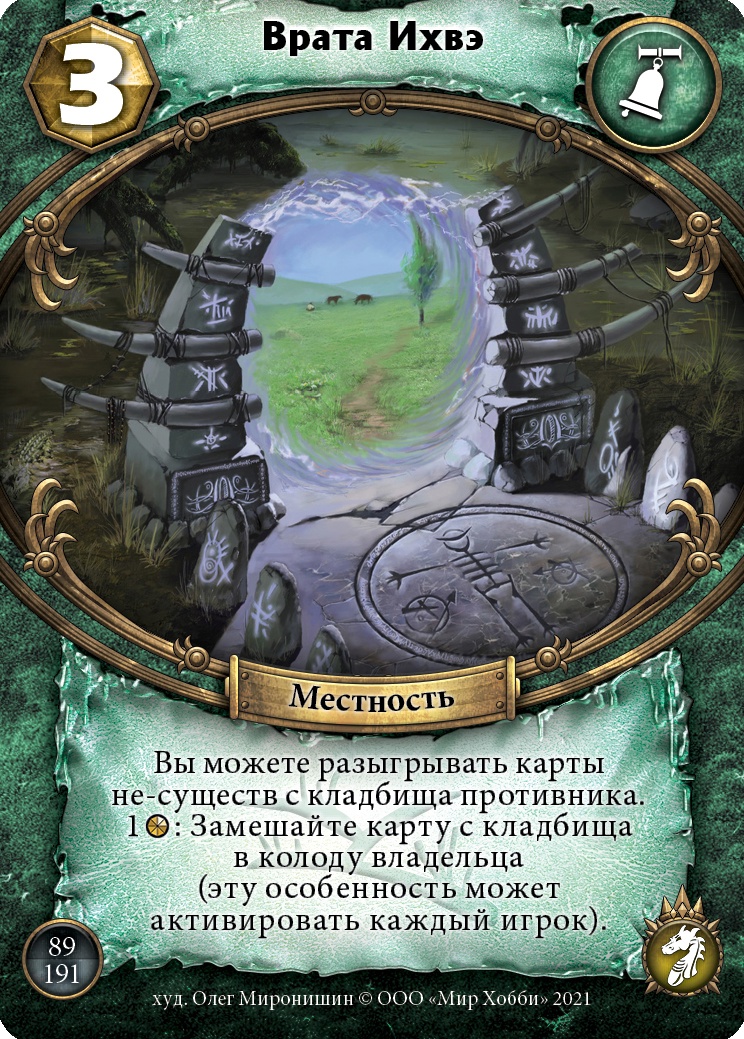 3
Врата Ихвэ
Местность
Вы можете разыгрывать карты
не-существ с кладбища противника.
1 : Замешайте карту с кладбища
в колоду владельца
(эту особенность может
активировать каждый игрок).
89
191
худ. Олег Миронишин © ООО «Мир Хобби» 2021